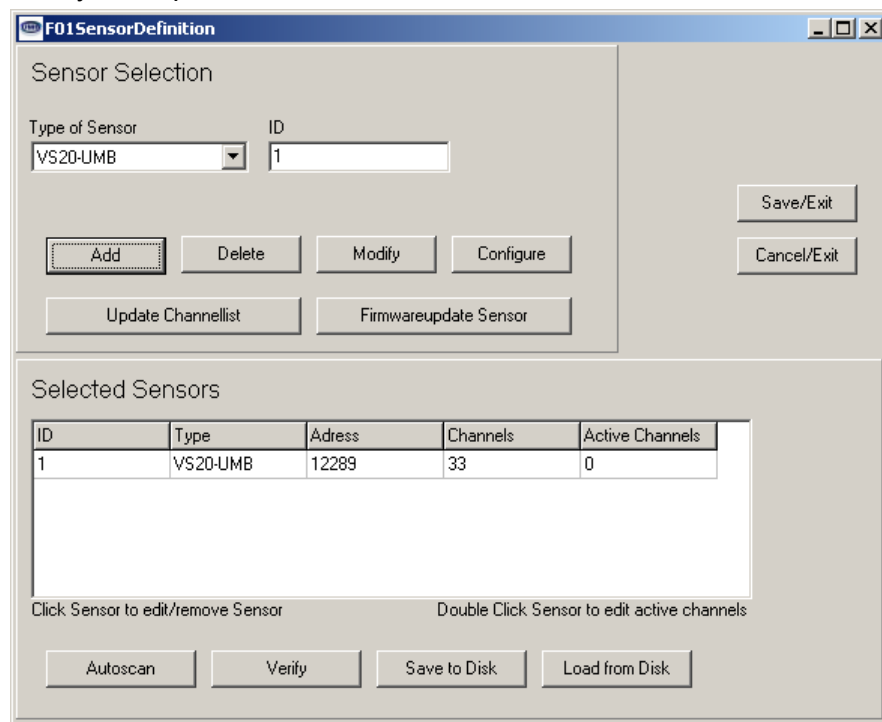 F01SensorDefinition
Sensor Selection
Type of Sensor ID
VS20-UMB 1
Save/Exit
Add Delete Modify Configure Cancel/Exit
Update Channellist Firmwareupdate Sensor
Selected Sensors
ID Type Adress Channels Active Channels
1 VS20-UMB 12289 33 0
Click Sensor to edit/remove Sensor Double Click Sensor to edit active channels
Autoscan Verify Save to Disk Load from Disk